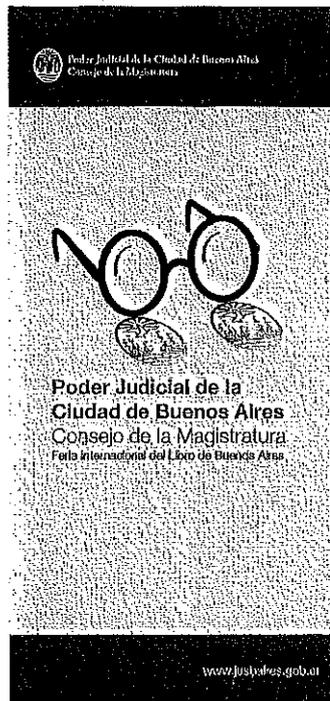 Poder Judicial de la Ciudad de Buenos Aires
Consejo de la Magistratura
Poder Judicial de la
Ciudad de Buenos Aires
Consejo de la Magistratura
Feria Internacional del Libro de Buenos Aires
www.jusbaires.gob.ar